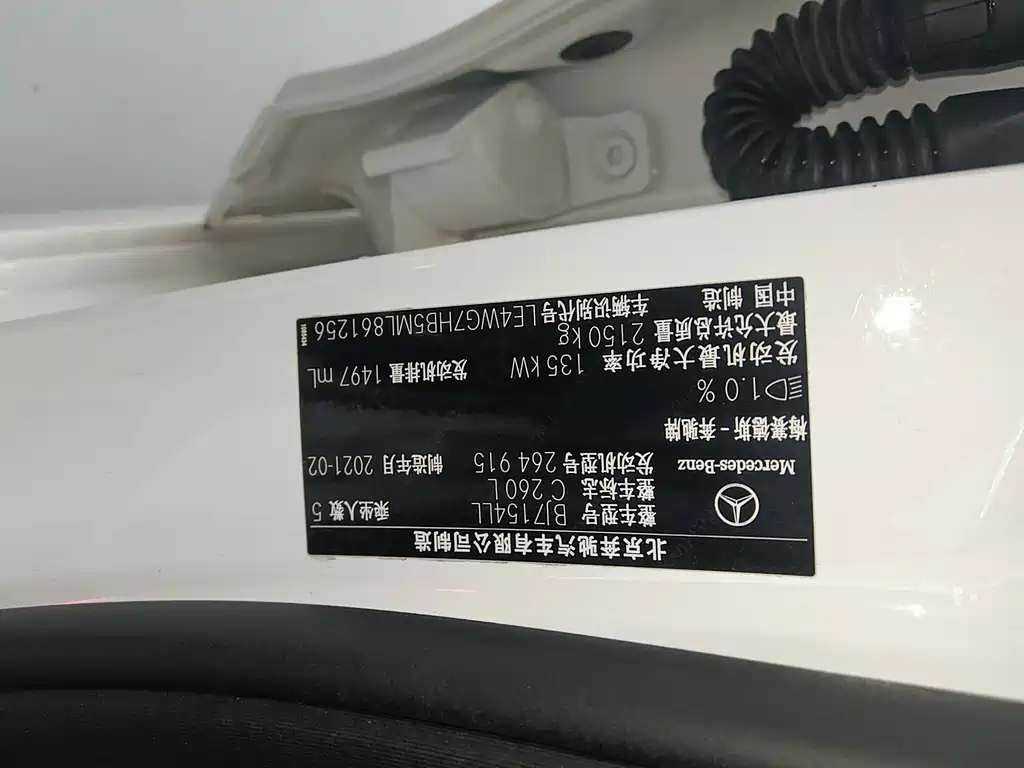 北京奔驰汽车有限公司制造
整车型号 BJ7154LL 乘坐人数 5
整车标志 C 260 L
Mercedes-Benz
发动机型号 264 915 制造年月 2021-02
梅赛德斯-奔驰牌
1.0 %
发动机最大净功率 135 kW 发动机排量 1497 mL
最大允许总质量 2150 kg
中国 制造 车辆识别代号 LE4WG7HB5ML861256